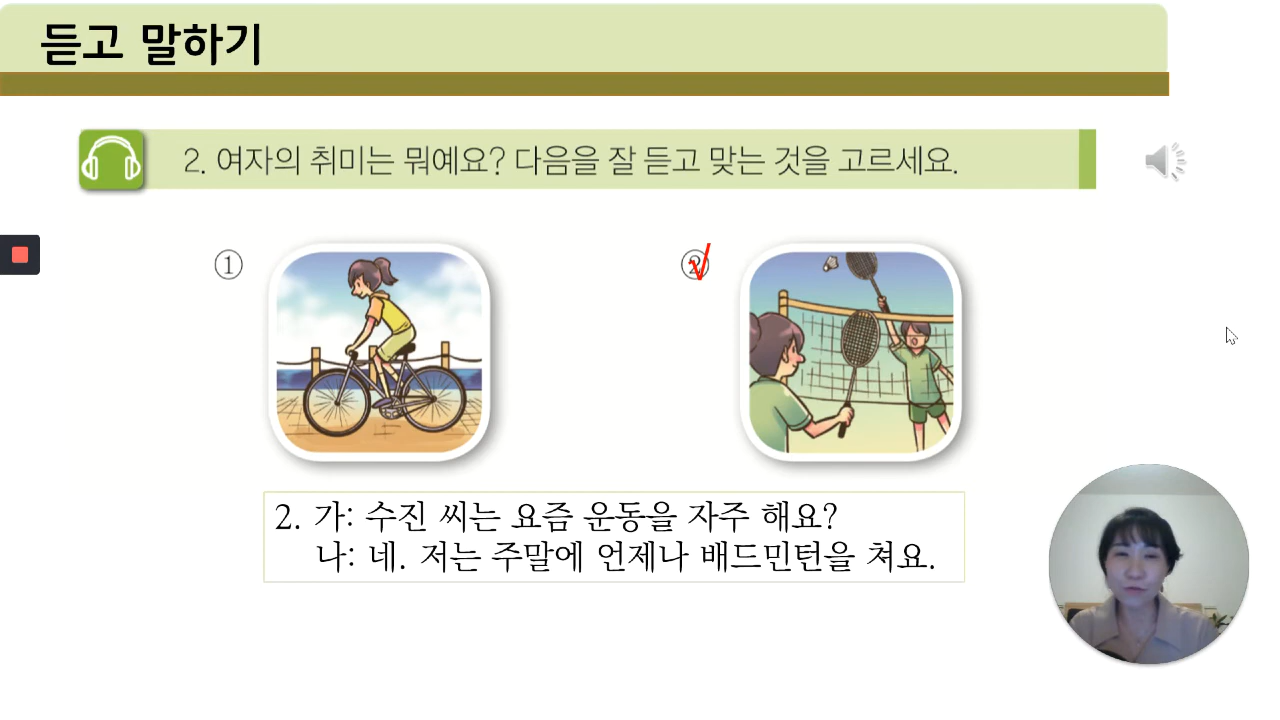 듣고 말하기
2. 여자의 취미는 뭐예요? 다음을 잘 듣고 맞는 것을 고르세요.
① ②
2. 가: 수진 씨는 요즘 운동을 자주 해요?
나: 네. 저는 주말에 언제나 배드민턴을 쳐요.